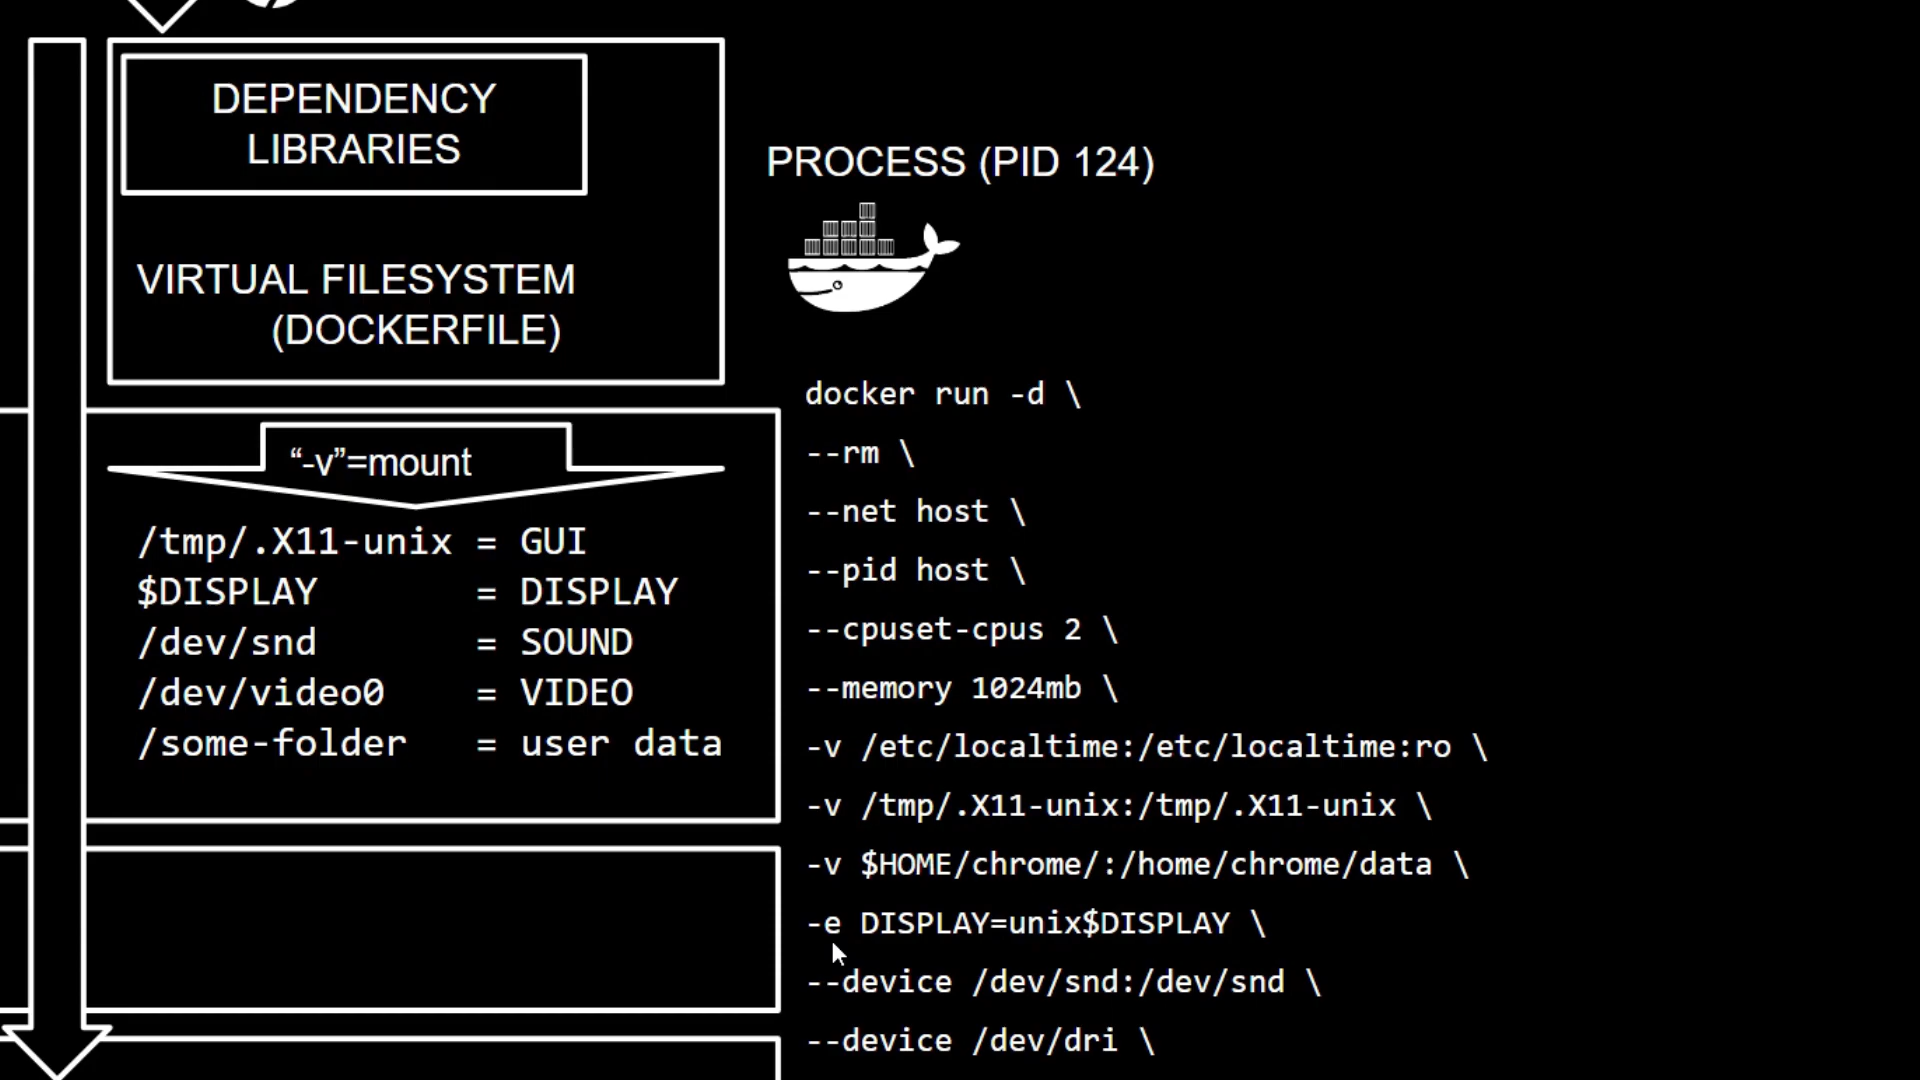 DEPENDENCY
LIBRARIES
VIRTUAL FILESYSTEM
(DOCKERFILE)
“-v”=mount
/tmp/.X11-unix = GUI
$DISPLAY = DISPLAY
/dev/snd = SOUND
/dev/video0 = VIDEO
/some-folder = user data
PROCESS (PID 124)
docker run -d \
--rm \
--net host \
--pid host \
--cpuset-cpus 2 \
--memory 1024mb \
-v /etc/localtime:/etc/localtime:ro \
-v /tmp/.X11-unix:/tmp/.X11-unix \
-v $HOME/chrome/:/home/chrome/data \
-e DISPLAY=unix$DISPLAY \
--device /dev/snd:/dev/snd \
--device /dev/dri \